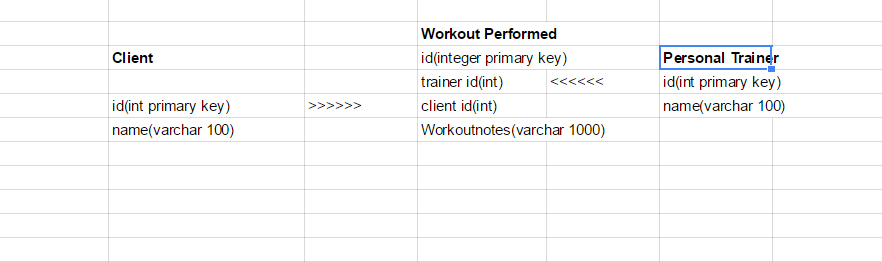 Workout Performed
Client id(integer primary key) Personal Trainer
trainer id(int) <<<<<< id(int primary key)
id(int primary key) >>>>>> client id(int) name(varchar 100)
name(varchar 100) Workoutnotes(varchar 1000)